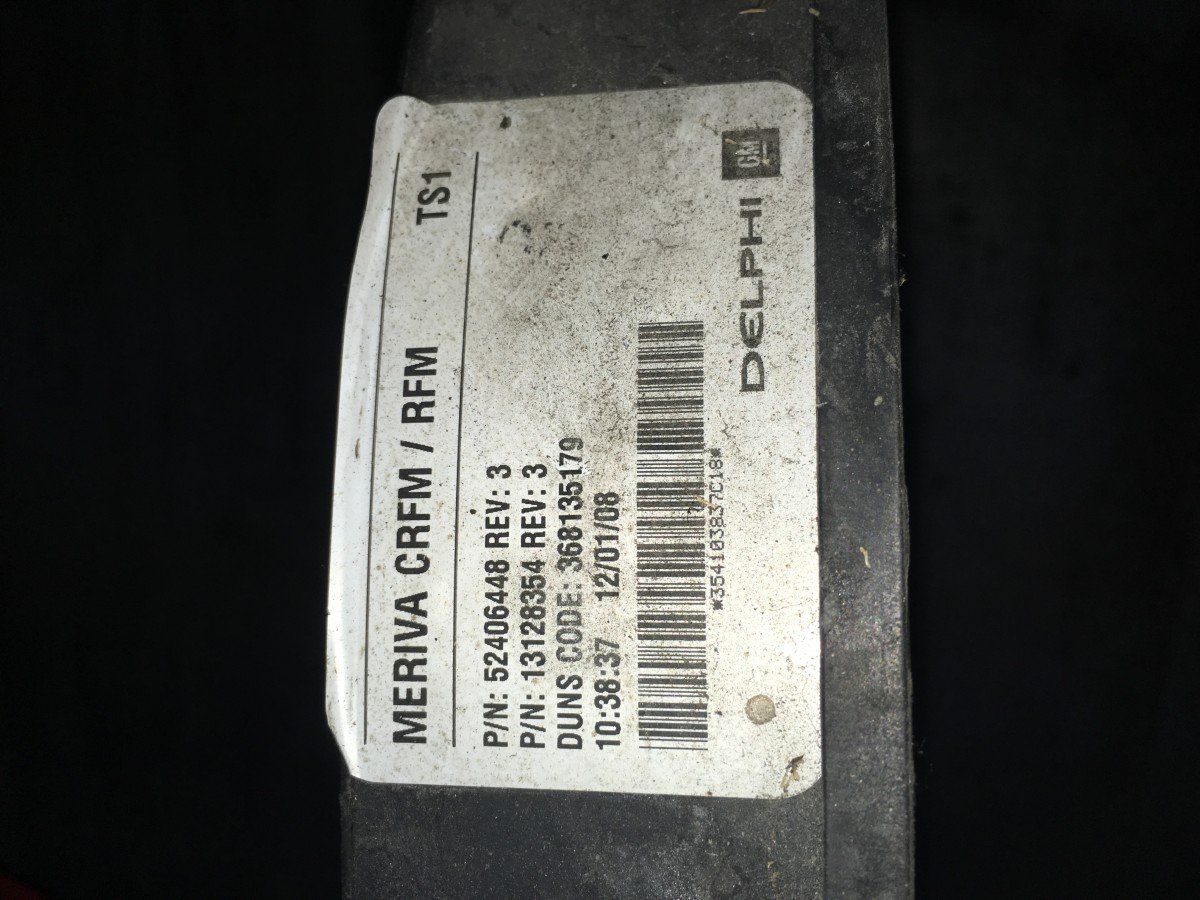 MERIVA CRFM / RFM TS1
P/N: 52406448 REV: 3
P/N: 13128354 REV: 3
DUNS CODE: 368135179
10:38:37 12/01/08
*354103837C18*
DELPHI GM